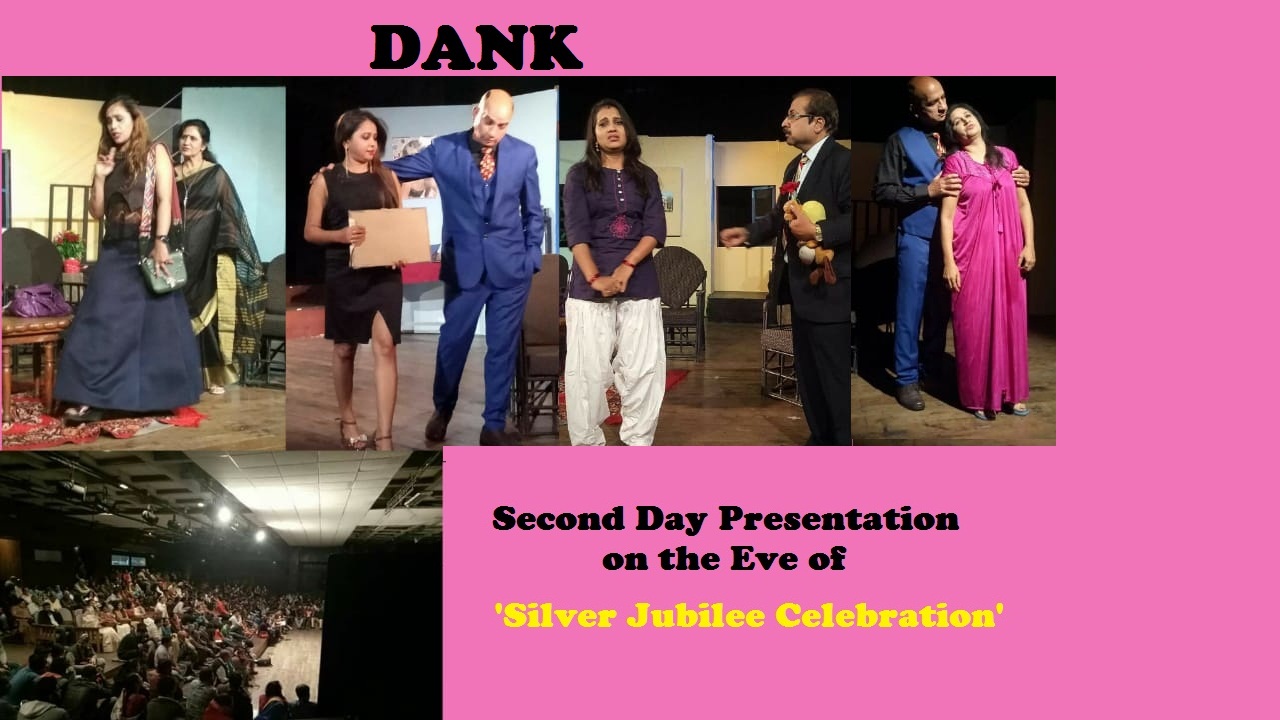 DANK
Second Day Presentation
on the Eve of
'Silver Jubilee Celebration'